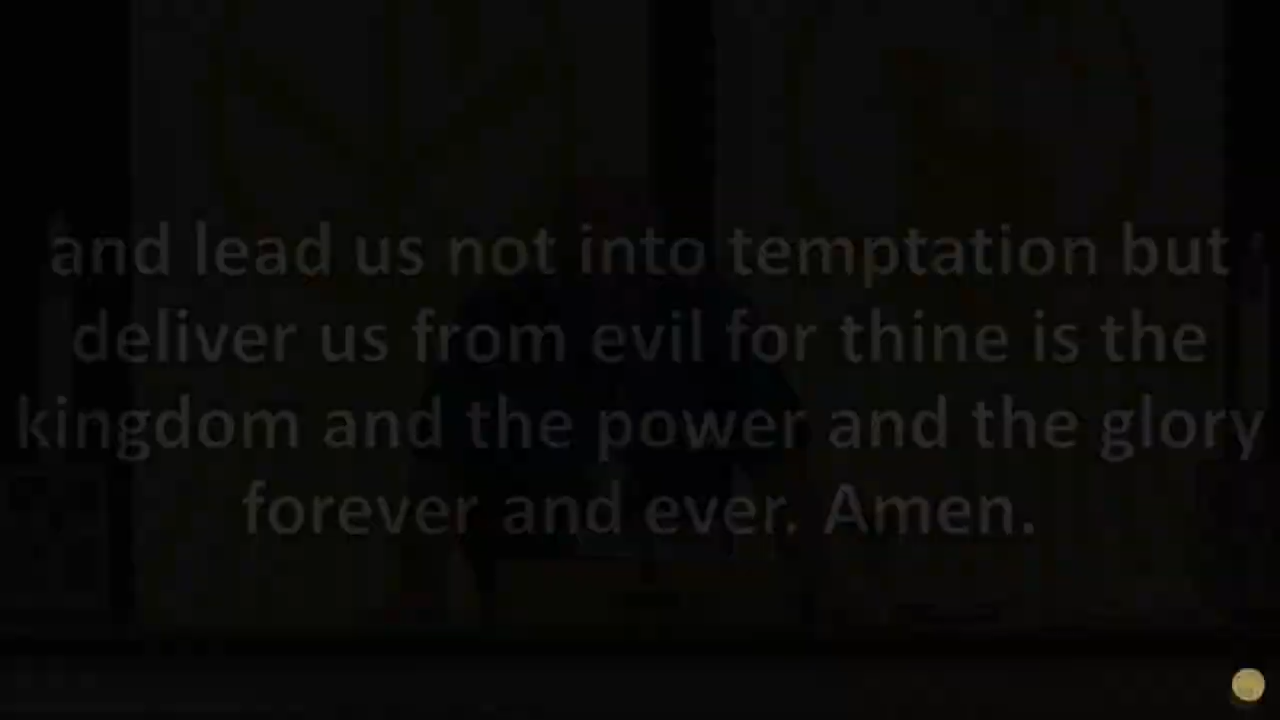 and lead us not into temptation but
deliver us from evil for thine is the
kingdom and the power and the glory
forever and ever. Amen.